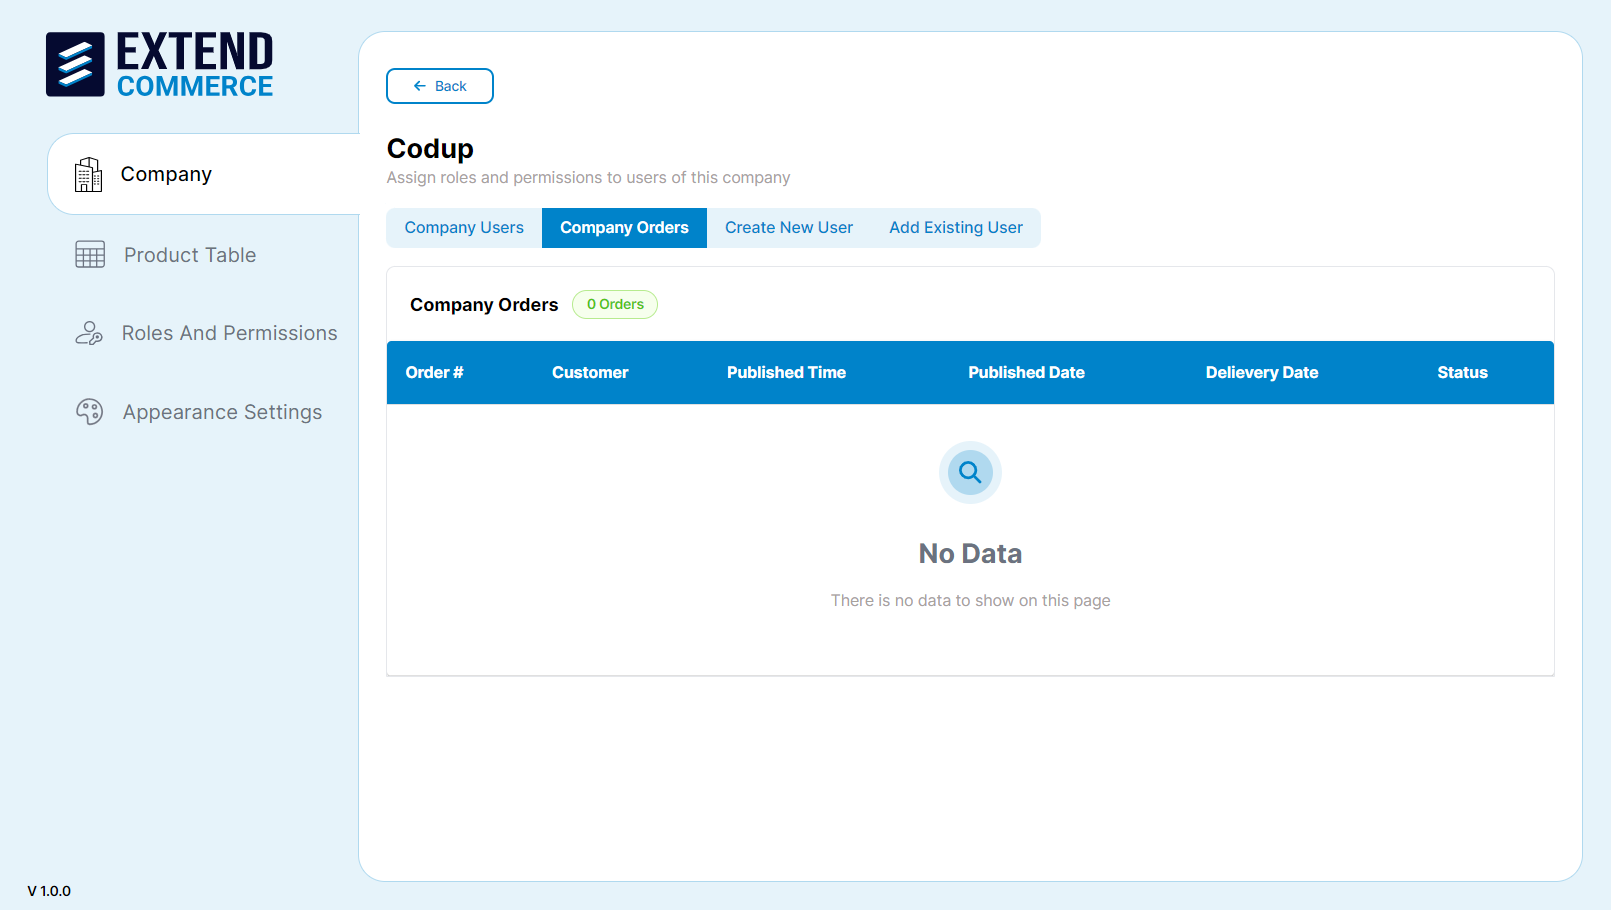 EXTEND
COMMERCE
Company
Product Table
Roles And Permissions
Appearance Settings
V 1.0.0
Back
Codup
Assign roles and permissions to users of this company
Company Users Company Orders Create New User Add Existing User
Company Orders 0 Orders
Order # Customer Published Time Published Date Delievery Date Status
No Data
There is no data to show on this page